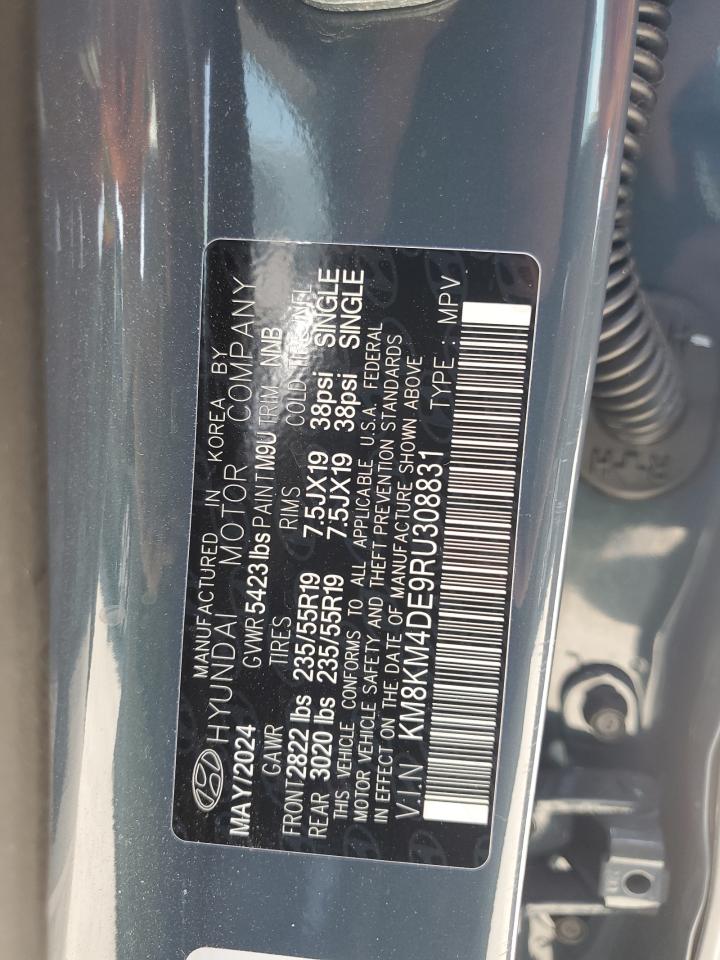 MANUFACTURED IN KOREA BY
HYUNDAI MOTOR COMPANY
MAY/2024 GVWR 5423 lbs PAINT M9U TRIM NNB
GAWR TIRES RIMS COLD
FRONT 2822 lbs 235/55R19 7.5JX19 38psi SINGLE
REAR 3020 lbs 235/55R19 7.5JX19 38psi SINGLE
THIS VEHICLE CONFORMS TO ALL APPLICABLE U.S.A. FEDERAL
MOTOR VEHICLE SAFETY AND THEFT PREVENTION STANDARDS
IN EFFECT ON THE DATE OF MANUFACTURE SHOWN ABOVE
V.I.N KM8KM4DE9RU308831 TYPE : MPV